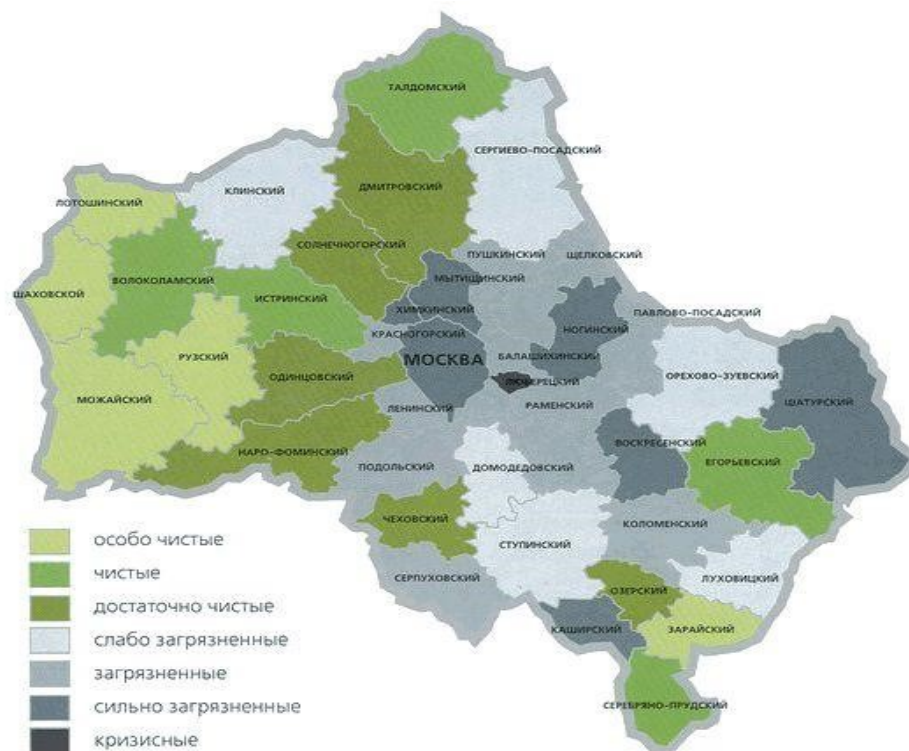 ТАЛДОМСКИЙ
СЕРГИЕВО-ПОСАДСКИЙ
КЛИНСКИЙ
ДМИТРОВСКИЙ
ЛОТОШИНСКИЙ
СОЛНЕЧНОГОРСКИЙ
ПУШКИНСКИЙ
ЩЕЛКОВСКИЙ
МЫТИЩИНСКИЙ
ВОЛОКОЛАМСКИЙ
ШАХОВСКОЙ
ИСТРИНСКИЙ
ХИМКИНСКИЙ
ПАВЛОВО-ПОСАДСКИЙ
НОГИНСКИЙ
КРАСНОГОРСКИЙ
РУЗСКИЙ
МОСКВА
БАЛАШИХИНСКИЙ
ОДИНЦОВСКИЙ
ЛЮБЕРЕЦКИЙ
ОРЕХОВО-ЗУЕВСКИЙ
МОЖАЙСКИЙ
ЛЕНИНСКИЙ
РАМЕНСКИЙ
ШАТУРСКИЙ
ВОСКРЕСЕНСКИЙ
НАРО-ФОМИНСКИЙ
ЕГОРЬЕВСКИЙ
ПОДОЛЬСКИЙ
ДОМОДЕДОВСКИЙ
ЧЕХОВСКИЙ
КОЛОМЕНСКИЙ
СТУПИНСКИЙ
СЕРПУХОВСКИЙ
ЛУХОВИЦКИЙ
ОЗЕРСКИЙ
КАШИРСКИЙ
ЗАРАЙСКИЙ
СЕРЕБРЯНО-ПРУДСКИЙ
особо чистые
чистые
достаточно чистые
слабо загрязненные
загрязненные
сильно загрязненные
кризисные